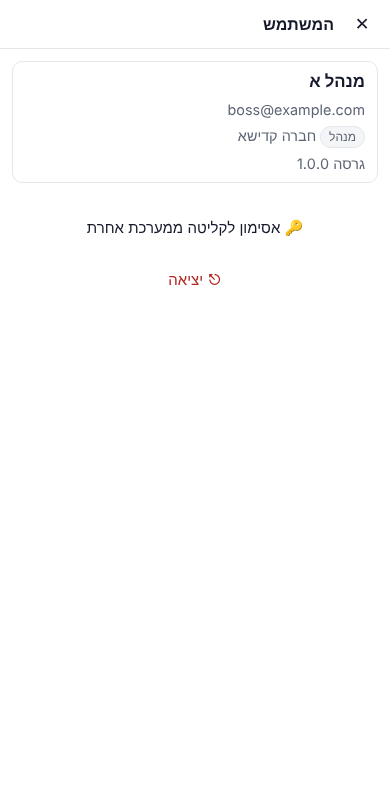 ✕ המשתמש
מנהל א
boss@example.com
מנהל חברה קדישא
גרסה 1.0.0
🔑 אסימון לקליטה ממערכת אחרת
⎋ יציאה